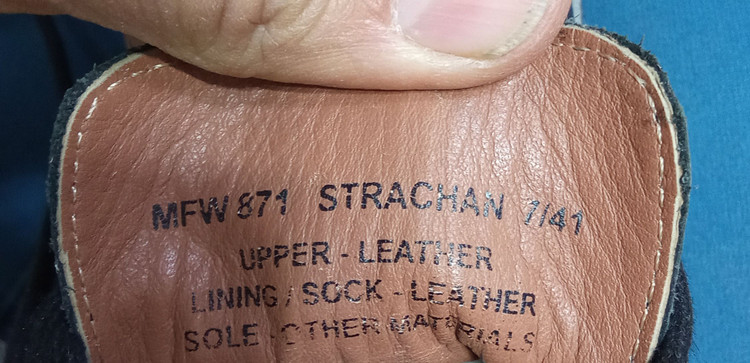 MFW 871 STRACHAN 7/41
UPPER - LEATHER
LINING / SOCK - LEATHER
SOLE - OTHER MATERIALS